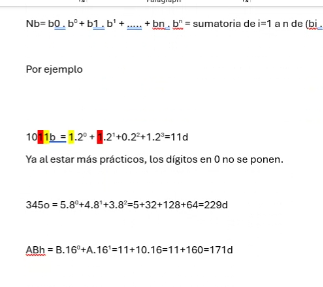 Nb= b0 . b⁰ + b1 . b¹ + ..... + bn . bⁿ = sumatoria de i=1 a n de (bi .
Por ejemplo
1011b = 1.2⁰ + 1.2¹+0.2²+1.2³=11d
Ya al estar más prácticos, los dígitos en 0 no se ponen.
345o = 5.8⁰+4.8¹+3.8²=5+32+128+64=229d
ABh = B.16⁰+A.16¹=11+10.16=11+160=171d